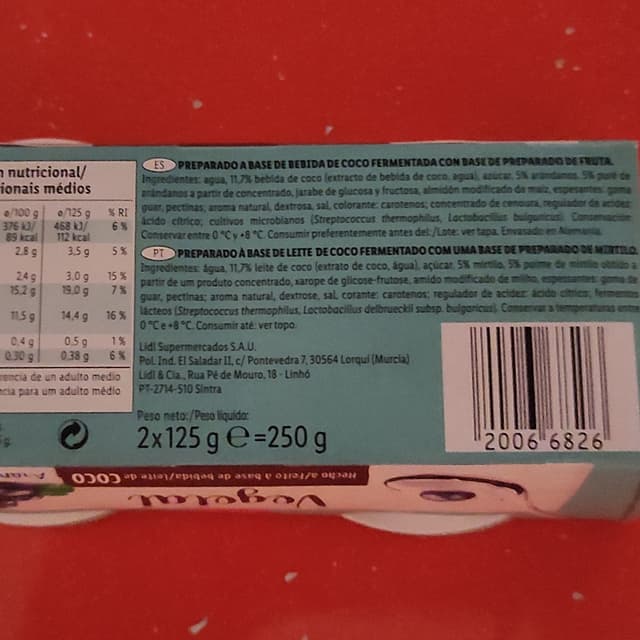 n nutricional/
ionais médios
ø/100 g ø/125 g % RI
376 kJ/ 468 kJ/ 6 %
89 kcal 112 kcal
2,8 g 3,5 g 5 %
2,4 g 3,0 g 15 %
15,2 g 19,0 g 7 %
11,5 g 14,4 g 16 %
0,4 g 0,5 g 1 %
0,30 g 0,38 g 6 %
rencia de un adulto medio
ncia para um adulto médio
ES PREPARADO A BASE DE BEBIDA DE COCO FERMENTADA CON BASE DE PREPARADO DE FRUTA.
Ingredientes: agua, 11,7% bebida de coco (extracto de bebida de coco, agua), azúcar, 5% arándanos, 5% puré de
arándanos a partir de concentrado, jarabe de glucosa y fructosa, almidón modificado de maíz, espesantes: goma
guar, pectinas; aroma natural, dextrosa, sal, colorante: carotenos; concentrado de cenoura, regulador de acidez:
ácido cítrico; cultivos microbianos (Streptococcus thermophilus, Lactobacillus bulgaricus). Conservación:
Conservar entre 0 °C y +8 °C. Consumir preferentemente antes del:/Lote: ver tapa. Envasado en Alemania.
PT PREPARADO À BASE DE LEITE DE COCO FERMENTADO COM UMA BASE DE PREPARADO DE MIRTILO.
Ingredientes: água, 11,7% leite de coco (extrato de coco, água), açúcar, 5% mirtilo, 5% polme de mirtilo obtido a
partir de um produto concentrado, xarope de glicose-frutose, amido modificado de milho, espessantes: goma de
guar, pectinas; aroma natural, dextrose, sal, corante: carotenos; regulador de acidez: ácido cítrico; fermentos
lácteos (Streptococcus thermophilus, Lactobacillus delbrueckii subsp. bulgaricus). Conservar a temperaturas entre
0 °C e +8 °C. Consumir até: ver topo.
Lidl Supermercados S.A.U.
Pol. Ind. El Saladar II, c/ Pontevedra 7, 30564 Lorquí (Murcia)
Lidl & Cia., Rua Pé de Mouro, 18 - Linhó
PT-2714-510 Sintra
Peso neto:/Peso líquido:
2x125 g e=250 g
2006 6826
Hecho a/Feito à base de bebida/leite de COCO
Vegetal